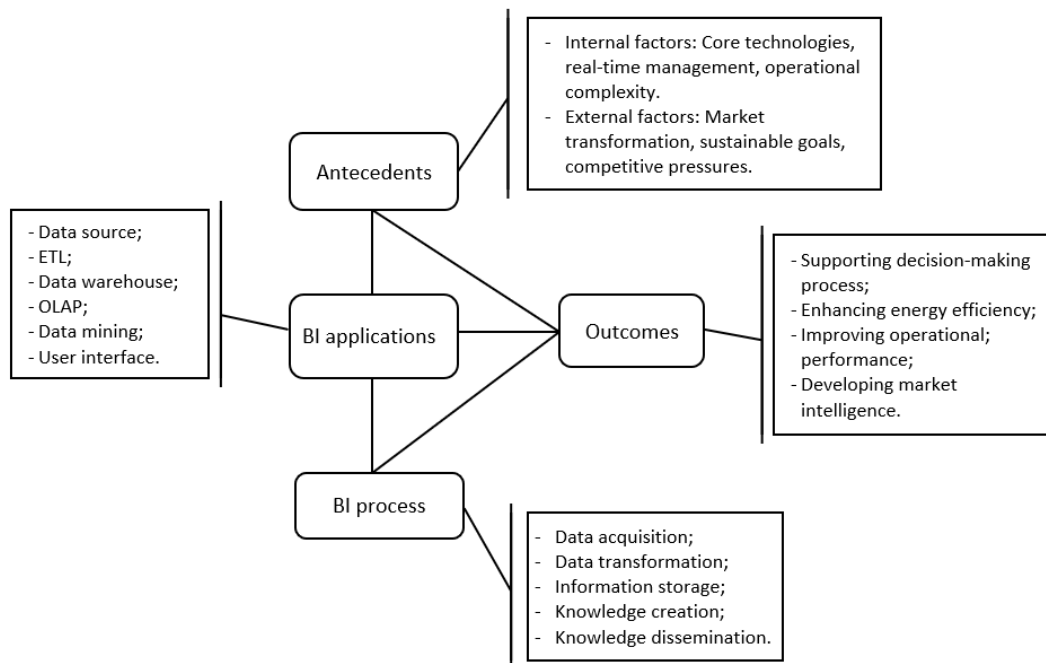 - Internal factors: Core technologies,
real-time management, operational
complexity.
- External factors: Market
transformation, sustainable goals,
competitive pressures.
Antecedents
- Data source;
- ETL;
- Data warehouse;
- OLAP;
- Data mining;
- User interface.
BI applications
Outcomes
- Supporting decision-making
process;
- Enhancing energy efficiency;
- Improving operational;
performance;
- Developing market
intelligence.
BI process
- Data acquisition;
- Data transformation;
- Information storage;
- Knowledge creation;
- Knowledge dissemination.